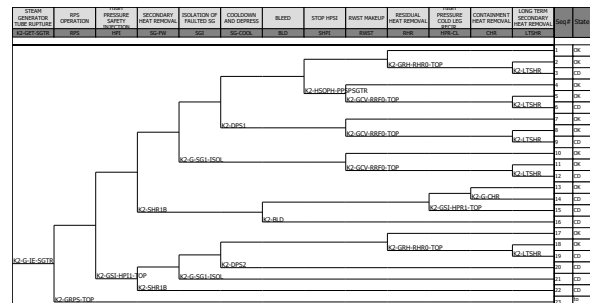 STEAM GENERATOR TUBE RUPTURE
RPS OPERATION
HIGH PRESSURE SAFETY INJECTION
SECONDARY HEAT REMOVAL
ISOLATION OF FAULTED SG
COOLDOWN AND DEPRESS
BLEED
STOP HPSI
RWST MAKEUP
RESIDUAL HEAT REMOVAL
HIGH PRESSURE COLD LEG RECIR
CONTAINMENT HEAT REMOVAL
LONG TERM SECONDARY HEAT REMOVAL
Seq.#
State
K2-GET-SGTR
RPS
HPI
SG-FW
SGI
SG-COOL
BLD
SHPI
RWST
RHR
HPR-CL
CHR
LTSHR
1 OK
2 OK
K2-GRH-RHR0-TOP
3 CD
K2-LTSHR
4 OK
K2-HSOPH-PPSPSGTR
5 OK
K2-GCV-RRF0-TOP
6 CD
K2-LTSHR
7 OK
K2-DPS1
8 OK
K2-GCV-RRF0-TOP
9 CD
K2-LTSHR
10 OK
K2-G-SG1-ISOL
11 OK
K2-GCV-RRF0-TOP
12 CD
K2-LTSHR
13 OK
K2-G-CHR
14 CD
K2-GSI-HPR1-TOP
15 CD
K2-SHR1B
K2-BLD
16 CD
17 OK
K2-GRH-RHR0-TOP
18 OK
K2-LTSHR
19 CD
K2-G-IE-SGTR
K2-DPS2
20 CD
K2-GSI-HPI1-TOP
K2-G-SG1-ISOL
21 CD
K2-SHR1B
22 CD
K2-GRPS-TOP
23